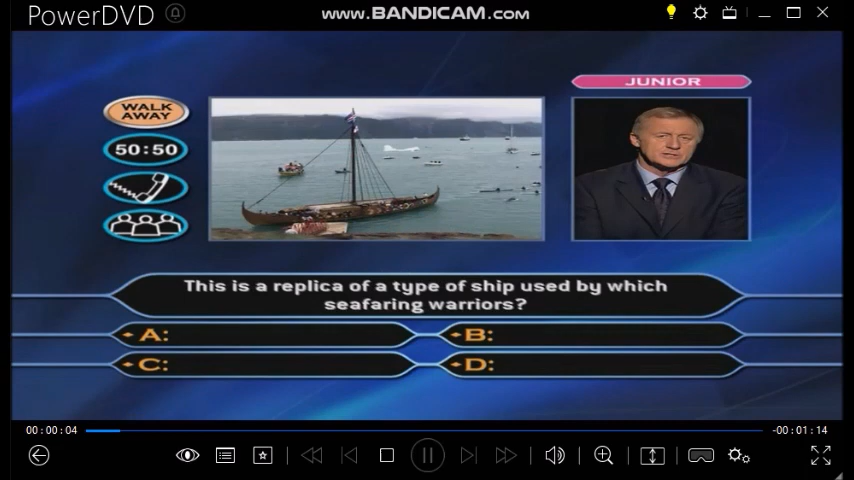 PowerDVD
www.BANDICAM.com
JUNIOR
WALK
AWAY
50:50
This is a replica of a type of ship used by which
seafaring warriors?
A:
B:
C:
D:
00:00:04
-00:01:14